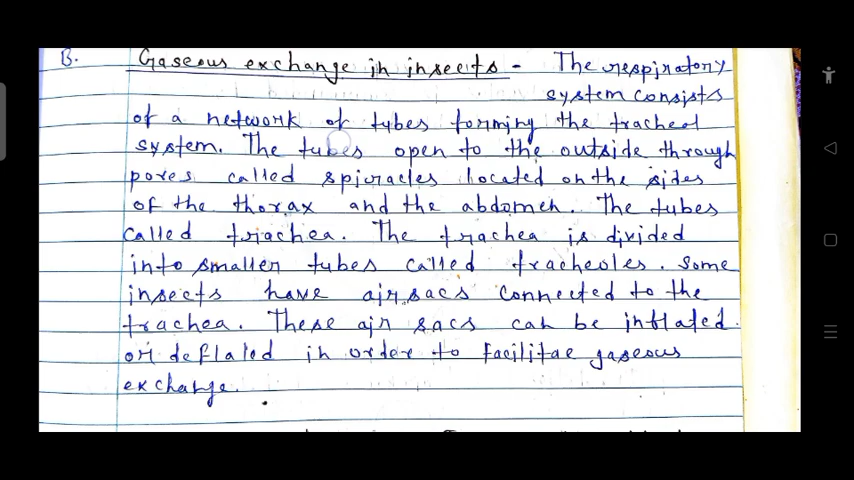 B. Gaseous exchange in insects - The respiratory
system consists
of a network of tubes forming the tracheol
system. The tubes open to the outside through
pores called spiracles located on the sides
of the thorax and the abdomen. The tubes
called trachea. The trachea is divided
into smaller tubes called tracheoles. Some
insects have air sacs connected to the
trachea. These air sacs can be inflated
or deflated in order to facilitae gaseous
exchange.